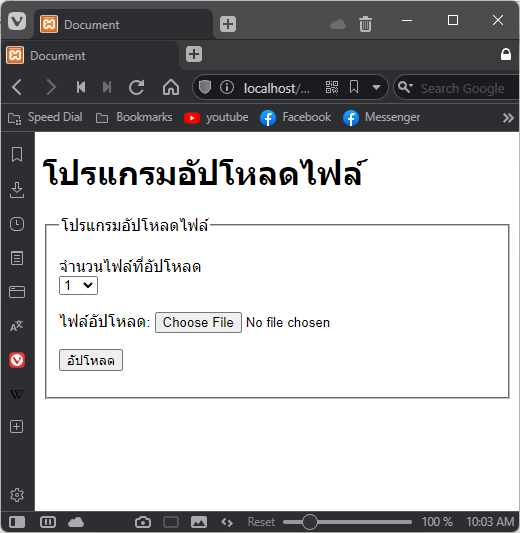 Document
Document
localhost/...
Search Google
Speed Dial
Bookmarks
youtube
Facebook
Messenger
โปรแกรมอัปโหลดไฟล์
โปรแกรมอัปโหลดไฟล์
จำนวนไฟล์ที่อัปโหลด
1
ไฟล์อัปโหลด: Choose File No file chosen
อัปโหลด
Reset 100 % 10:03 AM